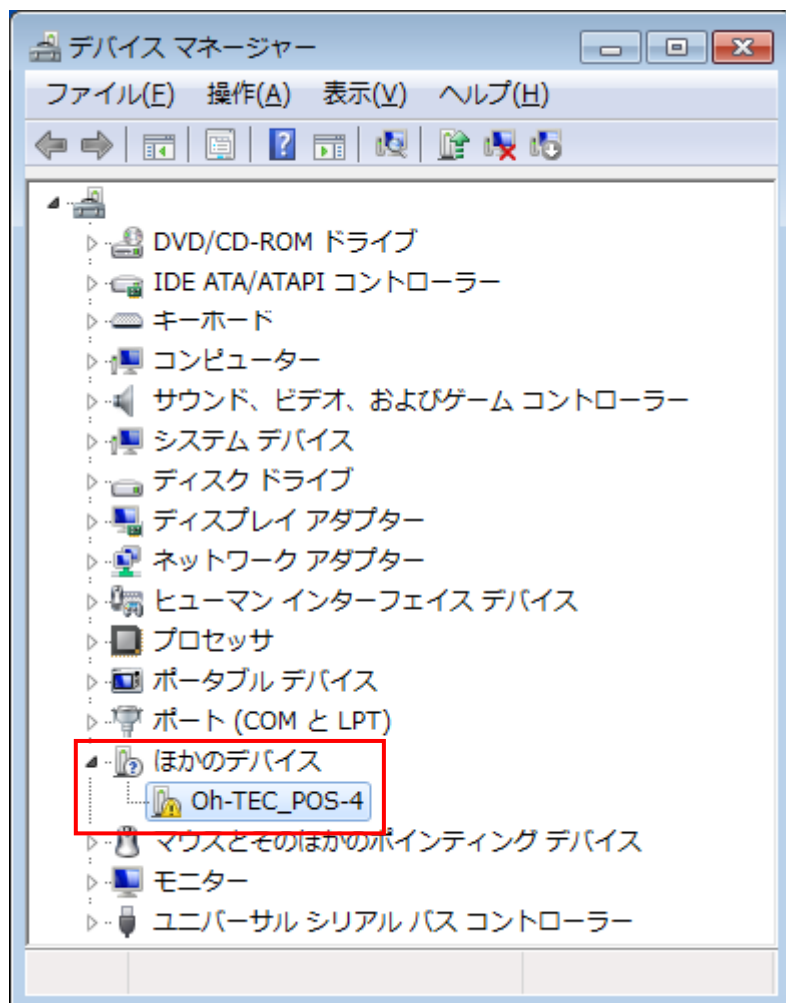 デバイス マネージャー
ファイル(F) 操作(A) 表示(V) ヘルプ(H)
DVD/CD-ROM ドライブ
IDE ATA/ATAPI コントローラー
キーボード
コンピューター
サウンド、ビデオ、およびゲーム コントローラー
システム デバイス
ディスク ドライブ
ディスプレイ アダプター
ネットワーク アダプター
ヒューマン インターフェイス デバイス
プロセッサ
ポータブル デバイス
ポート (COM と LPT)
ほかのデバイス
Oh-TEC_POS-4
マウスとそのほかのポインティング デバイス
モニター
ユニバーサル シリアル バス コントローラー